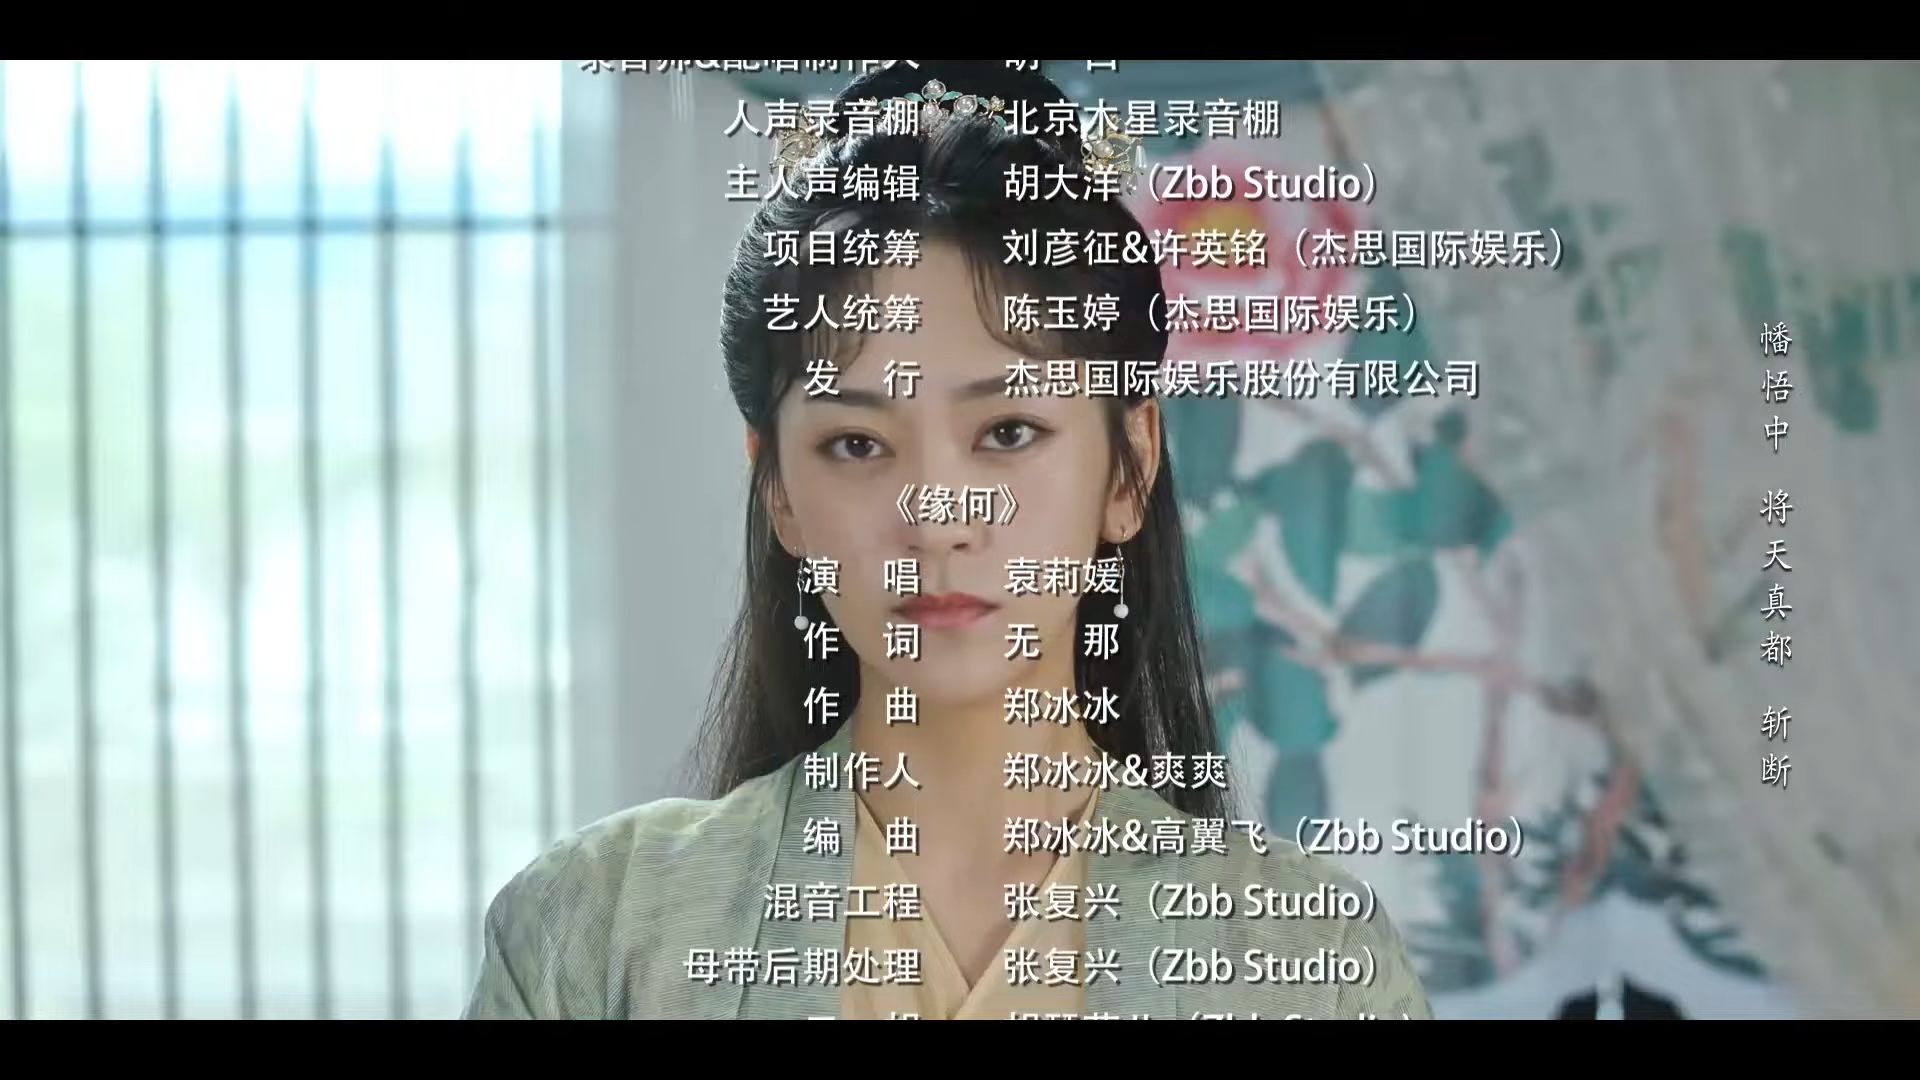 人声录音棚 北京木星录音棚
主人声编辑 胡大洋（Zbb Studio）
项目统筹 刘彦征&许英铭（杰思国际娱乐）
艺人统筹 陈玉婷（杰思国际娱乐）
发 行 杰思国际娱乐股份有限公司
《缘何》
演 唱 袁莉媛
作 词 无 那
作 曲 郑冰冰
制作人 郑冰冰&爽爽
编 曲 郑冰冰&高翼飞（Zbb Studio）
混音工程 张复兴（Zbb Studio）
母带后期处理 张复兴（Zbb Studio）
幡悟中 将天真都 斩断